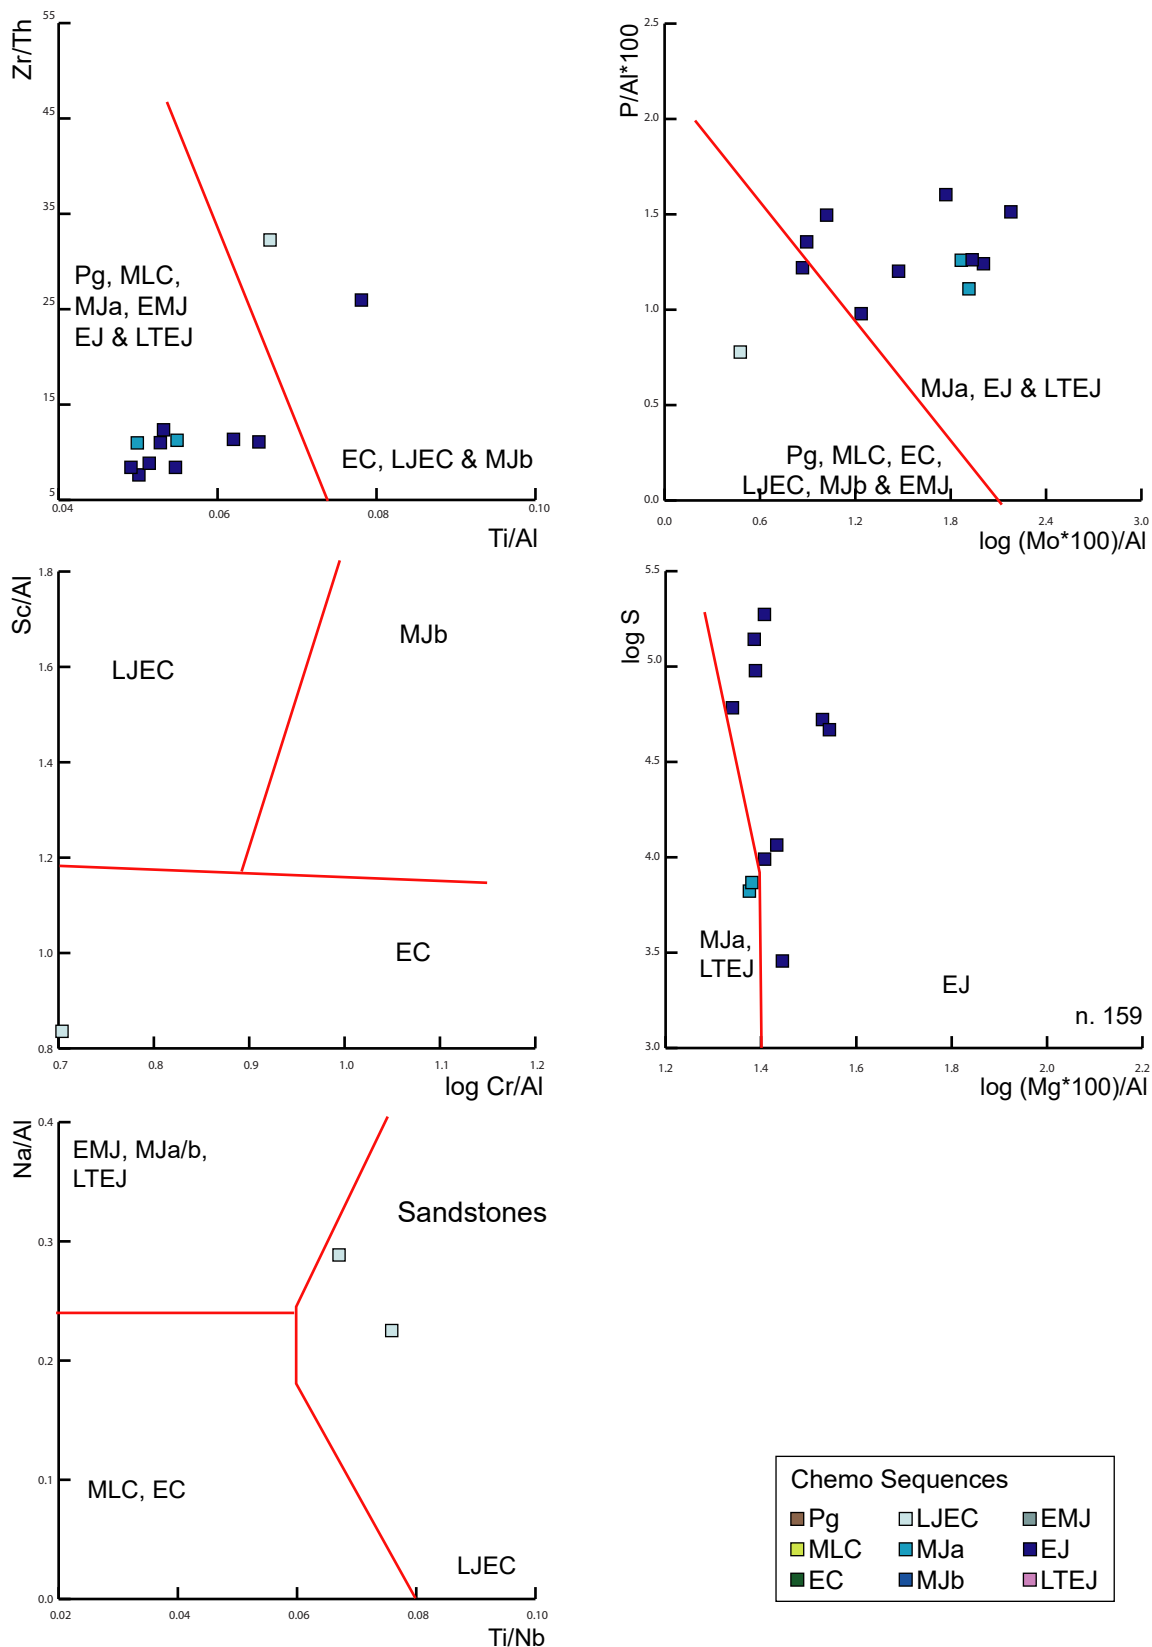 Zr/Th
55
45
35
25
15
5
Pg, MLC,
MJa, EMJ
EJ & LTEJ
EC, LJEC & MJb
0.04
0.06
0.08
0.10
Ti/Al
P/Al*100
2.5
2.0
1.5
1.0
0.5
0.0
MJa, EJ & LTEJ
Pg, MLC, EC,
LJEC, MJb & EMJ
0.0
0.6
1.2
1.8
2.4
3.0
log (Mo*100)/Al
Sc/Al
1.8
1.6
1.4
1.2
1.0
0.8
MJb
LJEC
EC
0.7
0.8
0.9
1.0
1.1
1.2
log Cr/Al
log S
5.5
5.0
4.5
4.0
3.5
3.0
MJa,
LTEJ
EJ
n. 159
1.2
1.4
1.6
1.8
2.0
2.2
log (Mg*100)/Al
Na/Al
0.4
0.3
0.2
0.1
0.0
EMJ, MJa/b,
LTEJ
Sandstones
MLC, EC
LJEC
0.02
0.04
0.06
0.08
0.10
Ti/Nb
Chemo Sequences
Pg LJEC EMJ
MLC MJa EJ
EC MJb LTEJ